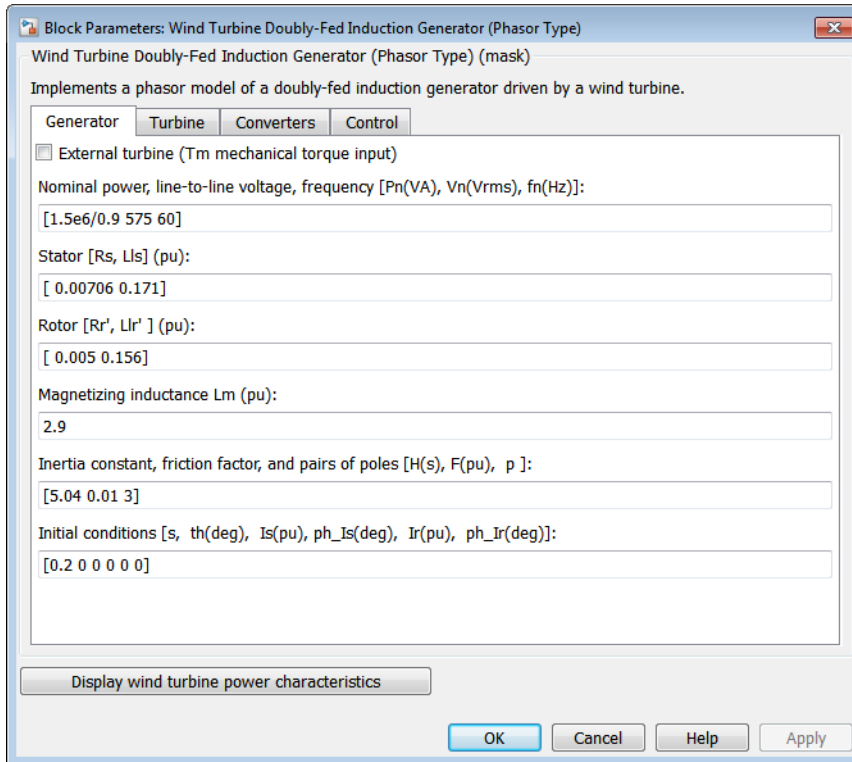 Block Parameters: Wind Turbine Doubly-Fed Induction Generator (Phasor Type)
Wind Turbine Doubly-Fed Induction Generator (Phasor Type) (mask)
Implements a phasor model of a doubly-fed induction generator driven by a wind turbine.
Generator Turbine Converters Control
External turbine (Tm mechanical torque input)
Nominal power, line-to-line voltage, frequency [Pn(VA), Vn(Vrms), fn(Hz)]:
[1.5e6/0.9 575 60]
Stator [Rs, Lls] (pu):
[ 0.00706 0.171]
Rotor [Rr', Llr' ] (pu):
[ 0.005 0.156]
Magnetizing inductance Lm (pu):
2.9
Inertia constant, friction factor, and pairs of poles [H(s), F(pu), p ]:
[5.04 0.01 3]
Initial conditions [s, th(deg), Is(pu), ph_Is(deg), Ir(pu), ph_Ir(deg)]:
[0.2 0 0 0 0 0]
Display wind turbine power characteristics
OK Cancel Help Apply